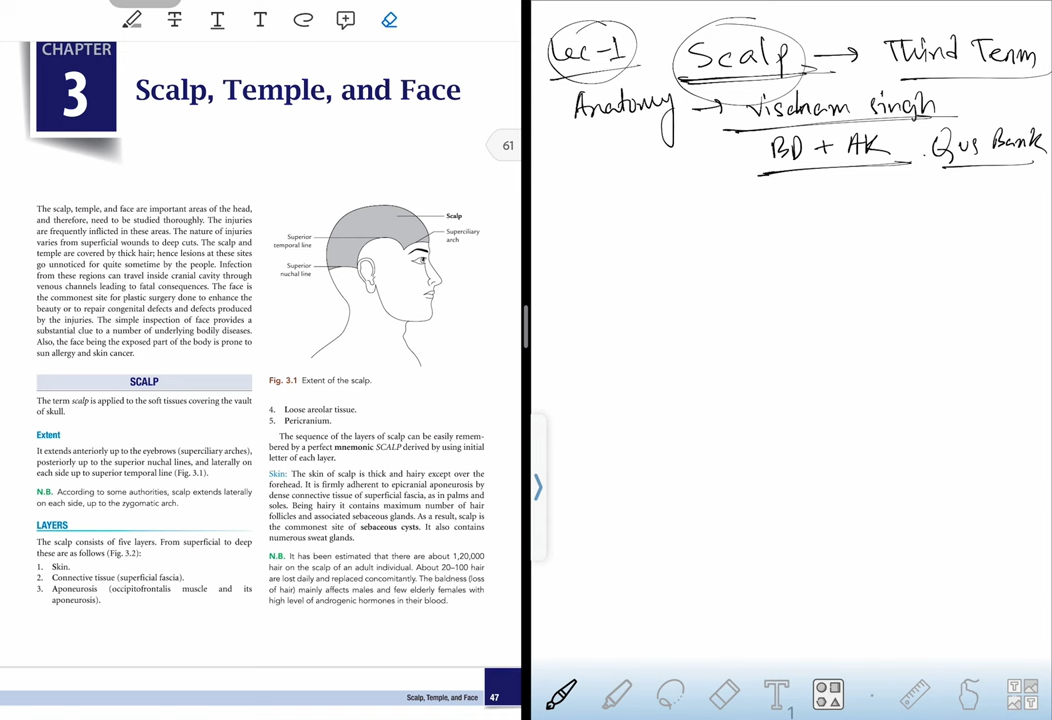 CHAPTER
3
Scalp, Temple, and Face
61
The scalp, temple, and face are important areas of the head,
and therefore, need to be studied thoroughly. The injuries
are frequently inflicted in these areas. The nature of injuries
varies from superficial wounds to deep cuts. The scalp and
temple are covered by thick hair; hence lesions at these sites
go unnoticed for quite sometime by the people. Infection
from these regions can travel inside cranial cavity through
venous channels leading to fatal consequences. The face is
the commonest site for plastic surgery done to enhance the
beauty or to repair congenital defects and defects produced
by the injuries. The simple inspection of face provides a
substantial clue to a number of underlying bodily diseases.
Also, the face being the exposed part of the body is prone to
sun allergy and skin cancer.
SCALP
The term scalp is applied to the soft tissues covering the vault
of skull.
Extent
It extends anteriorly up to the eyebrows (superciliary arches),
posteriorly up to the superior nuchal lines, and laterally on
each side up to superior temporal line (Fig. 3.1).
N.B. According to some authorities, scalp extends laterally
on each side, up to the zygomatic arch.
LAYERS
The scalp consists of five layers. From superficial to deep
these are as follows (Fig. 3.2):
1. Skin.
2. Connective tissue (superficial fascia).
3. Aponeurosis (occipitofrontalis muscle and its
aponeurosis).
Scalp
Superciliary
arch
Superior
temporal line
Superior
nuchal line
Fig. 3.1 Extent of the scalp.
4. Loose areolar tissue.
5. Pericranium.
The sequence of the layers of scalp can be easily remem-
bered by a perfect mnemonic SCALP derived by using initial
letter of each layer.
Skin: The skin of scalp is thick and hairy except over the
forehead. It is firmly adherent to epicranial aponeurosis by
dense connective tissue of superficial fascia, as in palms and
soles. Being hairy it contains maximum number of hair
follicles and associated sebaceous glands. As a result, scalp is
the commonest site of sebaceous cysts. It also contains
numerous sweat glands.
N.B. It has been estimated that there are about 1,20,000
hair on the scalp of an adult individual. About 20–100 hair
are lost daily and replaced concomitantly. The baldness (loss
of hair) mainly affects males and few elderly females with
high level of androgenic hormones in their blood.
Scalp, Temple, and Face 47
Lec-1 Scalp → Third Term
Anatomy → singh
BD + AK . Qus Bank
T 1